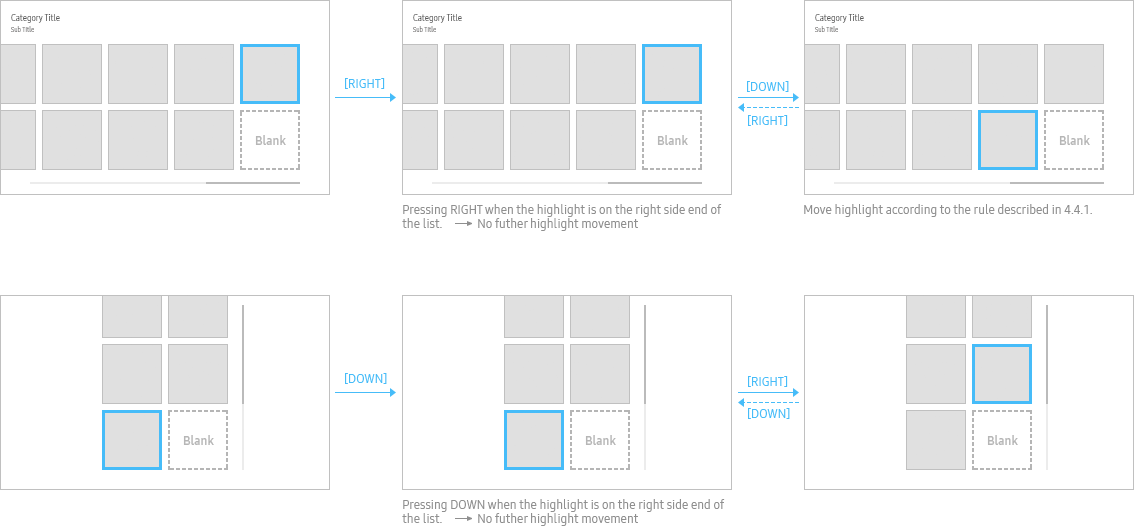 Category Title
Sub Title
Blank
[RIGHT]
Category Title
Sub Title
Blank
Pressing RIGHT when the highlight is on the right side end of
the list. → No futher highlight movement
[DOWN]
[RIGHT]
Category Title
Sub Title
Blank
Move highlight according to the rule described in 4.4.1.
Blank
[DOWN]
Blank
Pressing DOWN when the highlight is on the right side end of
the list. → No futher highlight movement
[RIGHT]
[DOWN]
Blank